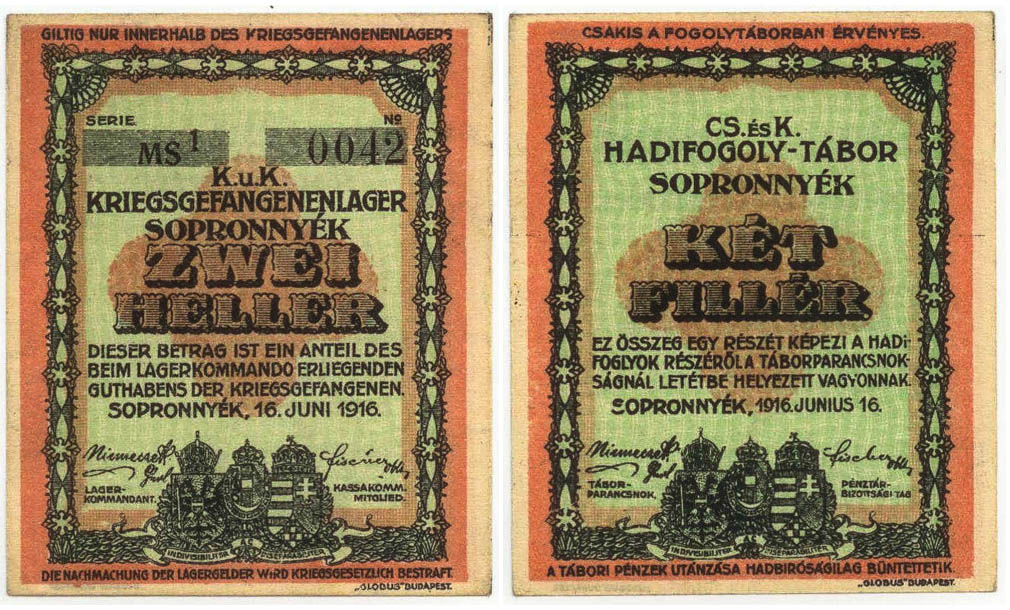 GILTIG NUR INNERHALB DES KRIEGSGEFANGENENLAGERS
SERIE. No
MS 1 0042
K.u.K.
KRIEGSGEFANGENENLAGER
SOPRONNYÉK
ZWEI
HELLER
DIESER BETRAG IST EIN ANTEIL DES
BEIM LAGERKOMMANDO ERLIEGENDEN
GUTHABENS DER KRIEGSGEFANGENEN.
SOPRONNYÉK, 16. JUNI 1916.
LAGER-
KOMMANDANT.
KASSAKOMM.
MITGLIED.
INDIVISIBILITER AC INSEPARABILITER
DIE NACHMACHUNG DER LAGERGELDER WIRD KRIEGSGESETZLICH BESTRAFT.
„GLOBUS" BUDAPEST.
CSAKIS A FOGOLYTÁBORBAN ÉRVÉNYES.
CS. ÉS K.
HADIFOGOLY-TÁBOR
SOPRONNYÉK
KÉT
FILLÉR
EZ ÖSSZEG EGY RÉSZÉT KÉPEZI A HADI-
FOGLYOK RÉSZÉRŐL A TÁBORPARANCSNOK-
SÁGNÁL LETÉTBE HELYEZETT VAGYONNAK.
SOPRONNYÉK, 1916. JUNIUS 16.
Fischer
TÁBOR-
PARANCSNOK.
PÉNZTÁR-
BIZOTTSÁGI TAG
INDIVISIBILITER AC INSEPARABILITER
A TÁBORI PÉNZEK UTÁNZÁSA HADBIRÓSÁGILAG BÜNTETTETIK.
„GLOBUS" BUDAPEST.